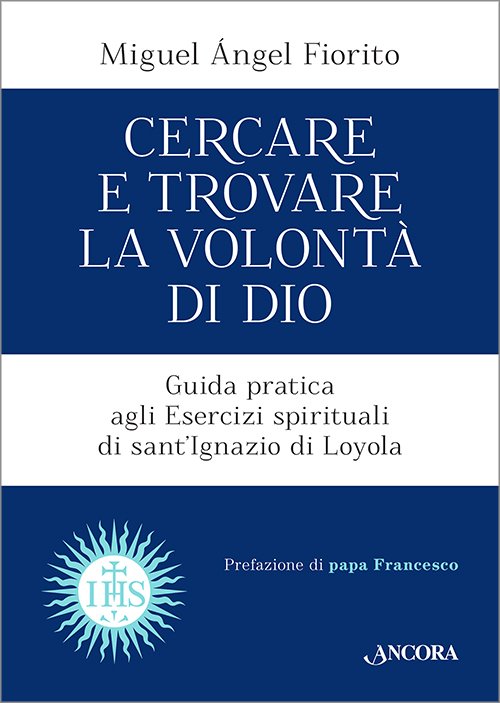 Miguel Ángel Fiorito
CERCARE
E TROVARE
LA VOLONTÀ
DI DIO
Guida pratica
agli Esercizi spirituali
di sant'Ignazio di Loyola
Prefazione di papa Francesco
IHS
ANCORA